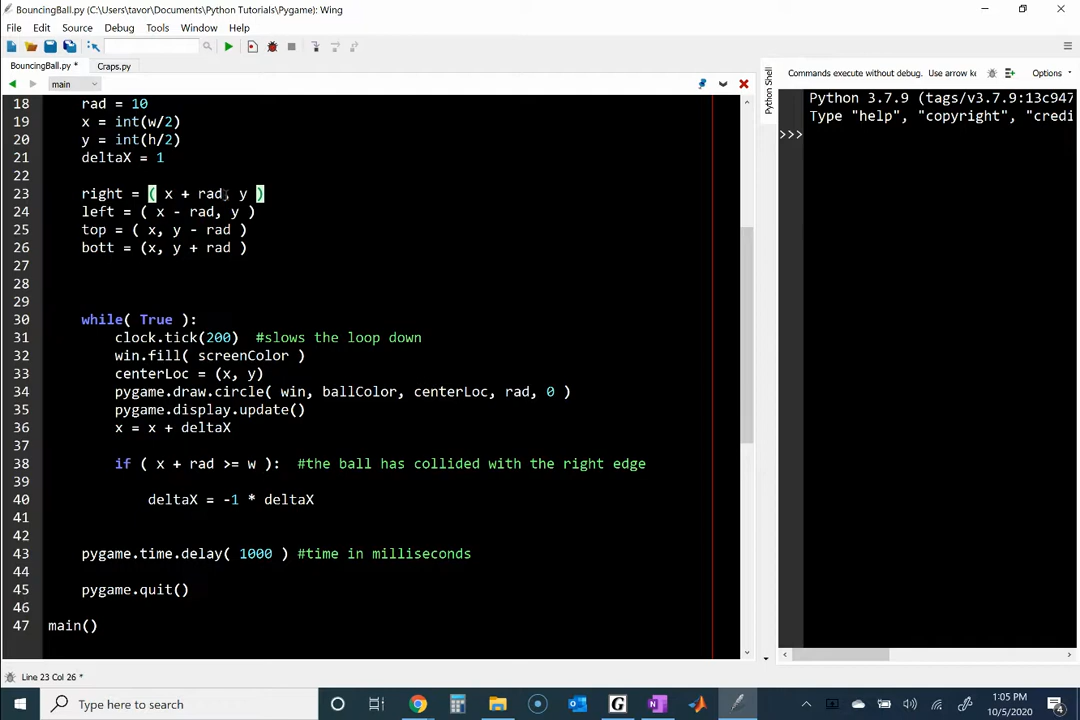 BouncingBall.py (C:\Users\tavor\Documents\Python Tutorials\Pygame): Wing
File Edit Source Debug Tools Window Help
BouncingBall.py * Craps.py
main
18 rad = 10
19 x = int(w/2)
20 y = int(h/2)
21 deltaX = 1
22
23 right = ( x + rad, y )
24 left = ( x - rad, y )
25 top = ( x, y - rad )
26 bott = (x, y + rad )
27
28
29
30 while( True ):
31 clock.tick(200) #slows the loop down
32 win.fill( screenColor )
33 centerLoc = (x, y)
34 pygame.draw.circle( win, ballColor, centerLoc, rad, 0 )
35 pygame.display.update()
36 x = x + deltaX
37
38 if ( x + rad >= w ): #the ball has collided with the right edge
39
40 deltaX = -1 * deltaX
41
42
43 pygame.time.delay( 1000 ) #time in milliseconds
44
45 pygame.quit()
46
47 main()
Line 23 Col 26 *
Python Shell
Commands execute without debug. Use arrow k
Options
Python 3.7.9 (tags/v3.7.9:13c947
Type "help", "copyright", "credi
>>>
Type here to search
1:05 PM
10/5/2020
4